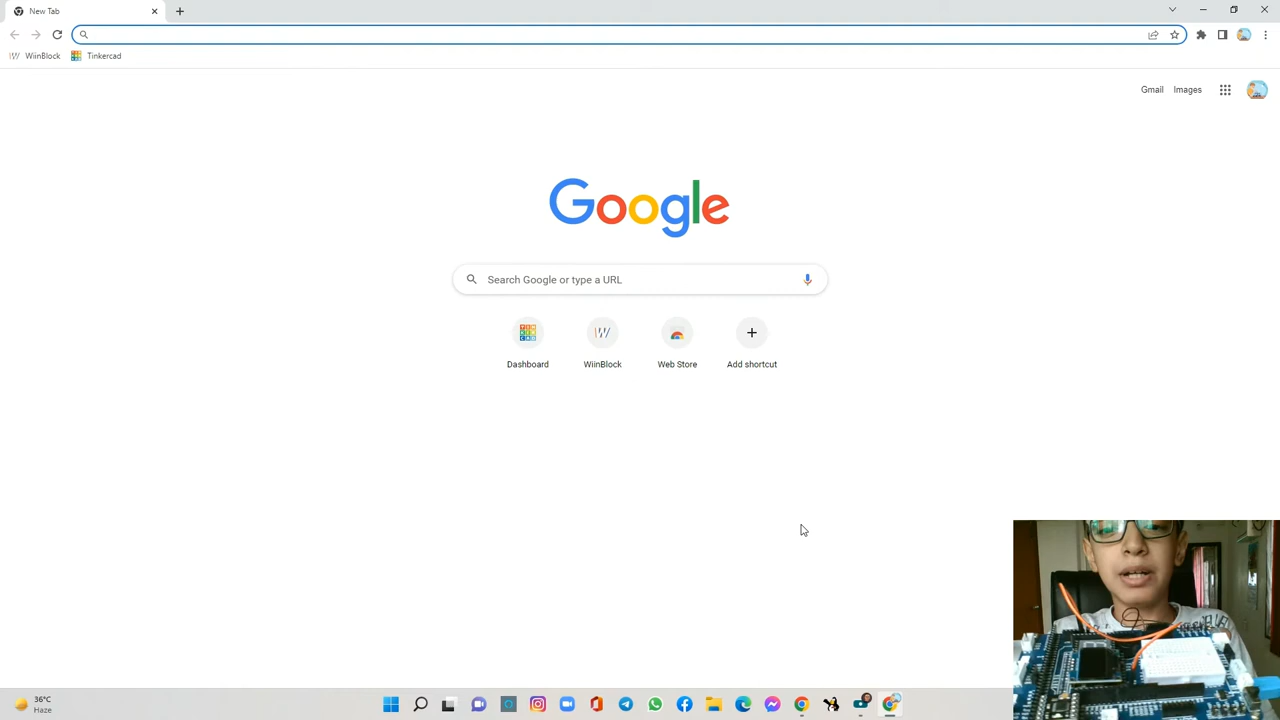 New Tab
WiinBlock
Tinkercad
Gmail
Images
Google
Search Google or type a URL
Dashboard
WiinBlock
Web Store
Add shortcut
36°C
Haze